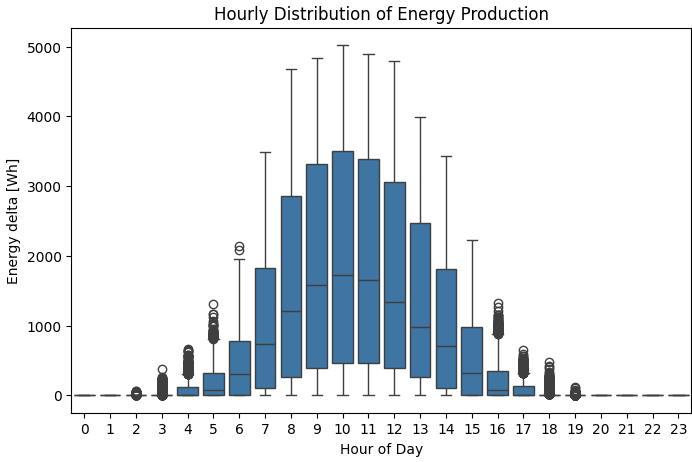 Hourly Distribution of Energy Production
Energy delta [Wh]
5000
4000
3000
2000
1000
0
0 1 2 3 4 5 6 7 8 9 10 11 12 13 14 15 16 17 18 19 20 21 22 23
Hour of Day